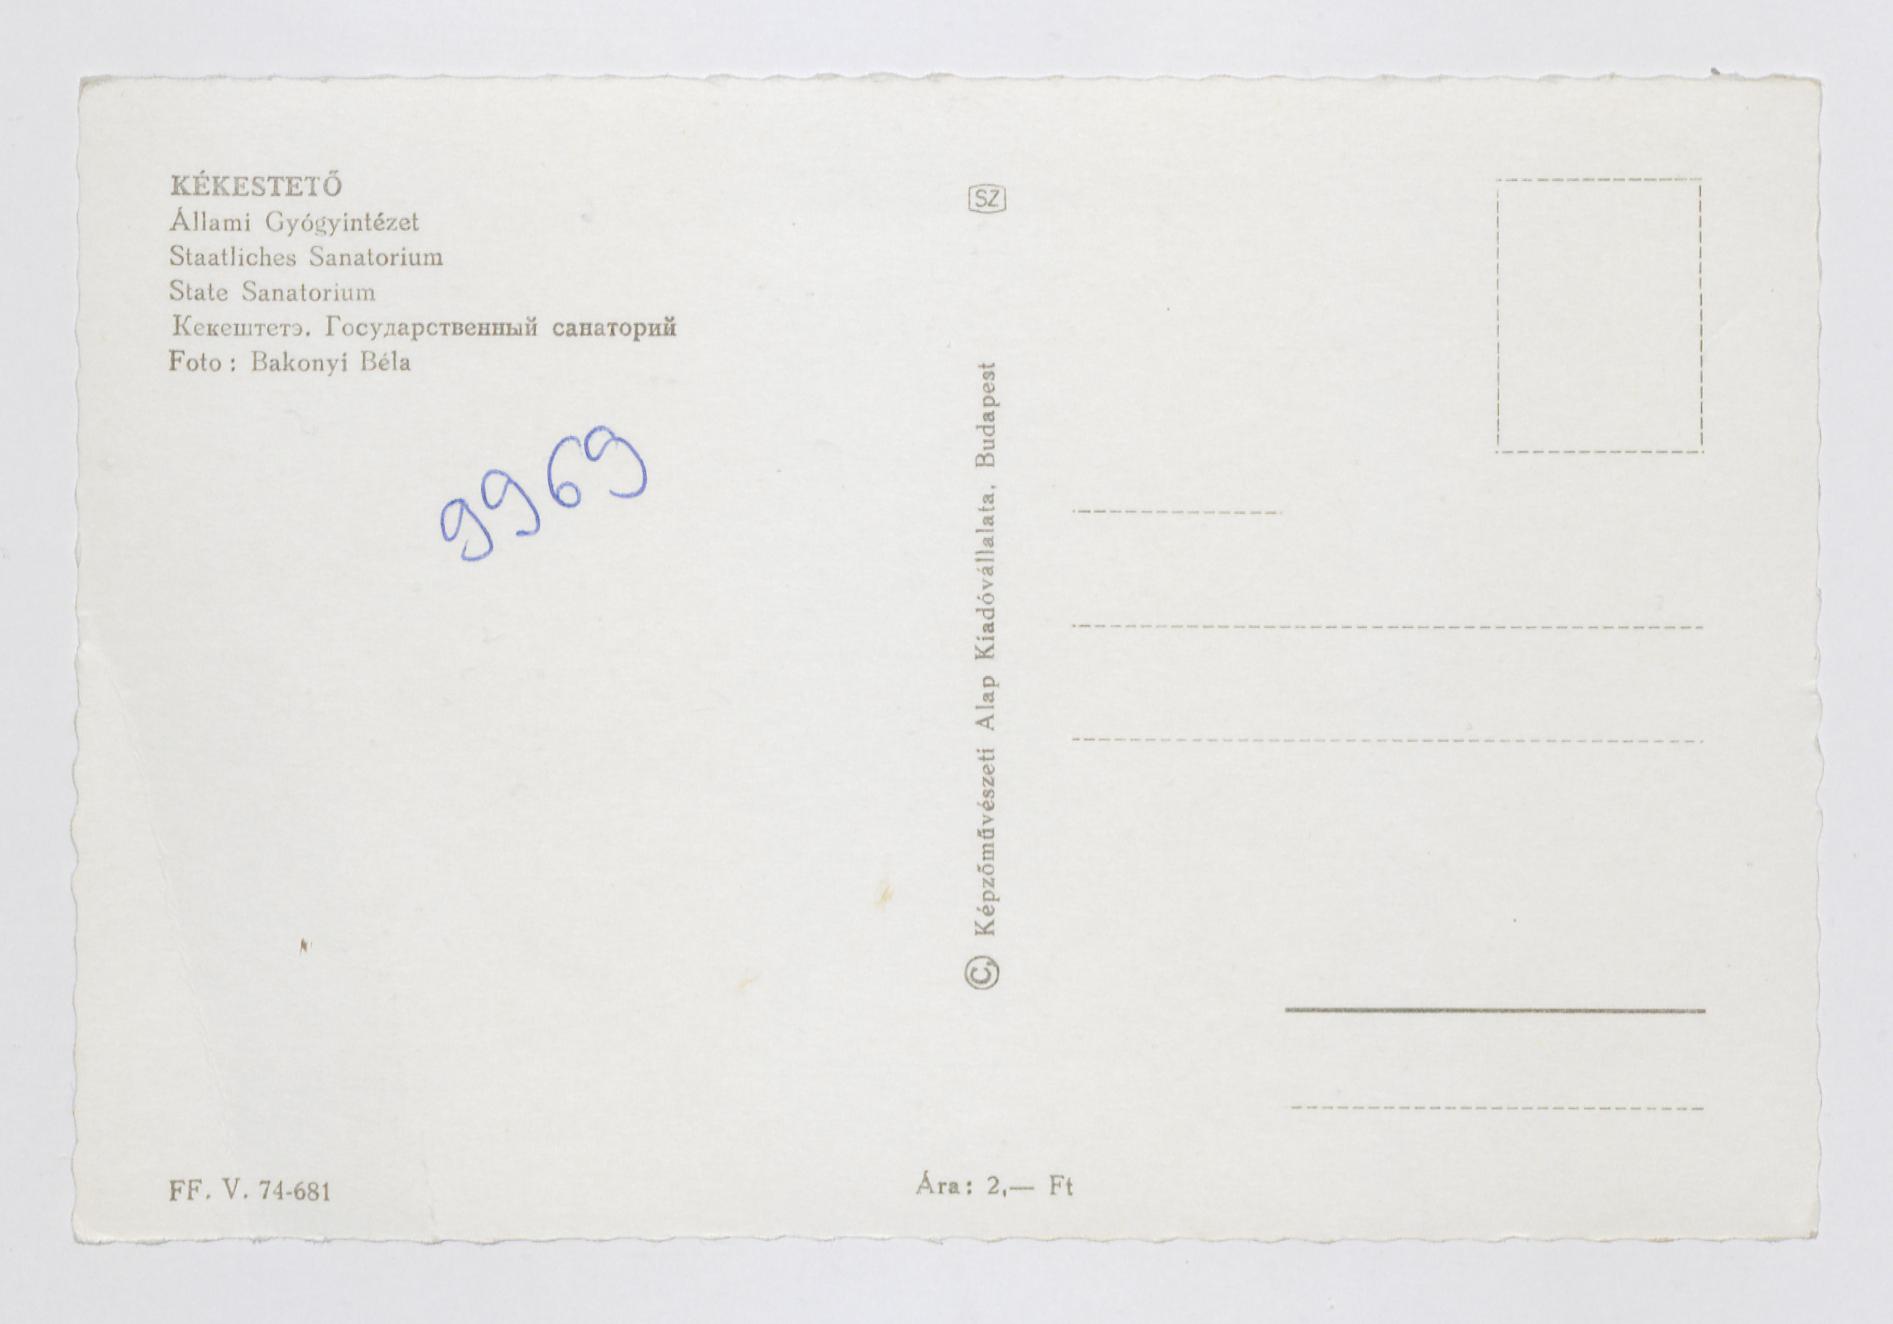 KÉKESTETŐ
Állami Gyógyintézet
Staatliches Sanatorium
State Sanatorium
Кекештетэ. Государственный санаторий
Foto : Bakonyi Béla
9969
SZ
© Képzőművészeti Alap Kiadóvállalata, Budapest
FF. V. 74-681
Ára: 2,— Ft